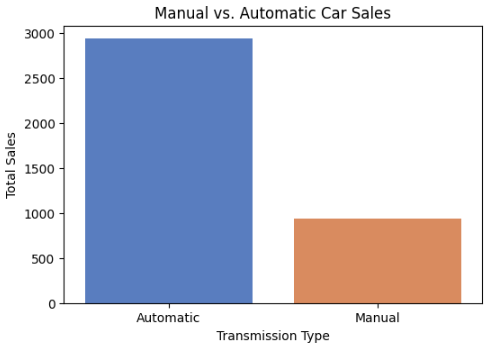 Manual vs. Automatic Car Sales
Total Sales
3000
2500
2000
1500
1000
500
0
Automatic Manual
Transmission Type